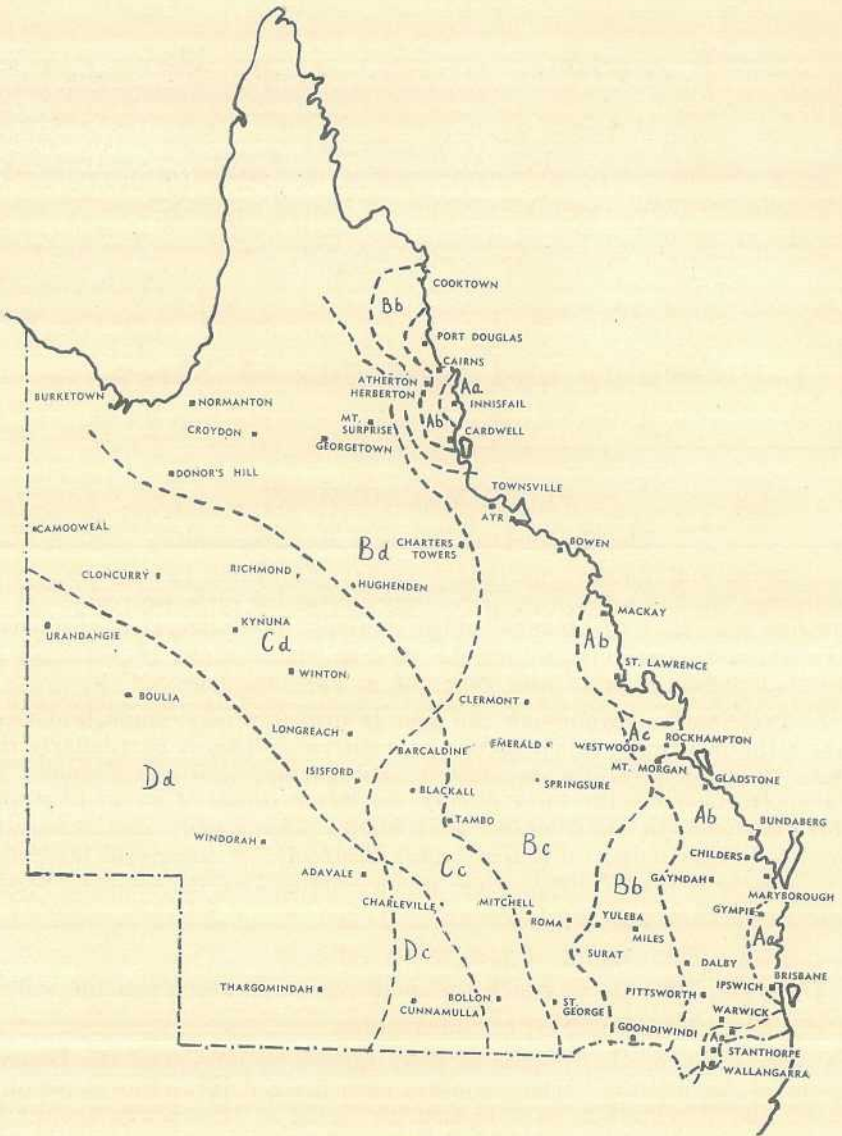 COOKTOWN
Bb
PORT DOUGLAS
CAIRNS
ATHERTON
Aa
HERBERTON
BURKETOWN
NORMANTON
INNISFAIL
MT.
SURPRISE
Ab
CROYDON
CARDWELL
GEORGETOWN
DONOR'S HILL
TOWNSVILLE
AYR
CAMOOWEAL
Bd
CHARTERS
TOWERS
BOWEN
CLONCURRY
RICHMOND
HUGHENDEN
MACKAY
KYNUNA
URANDANGIE
Cd
Ab
WINTON
ST. LAWRENCE
BOULIA
CLERMONT
LONGREACH
Ac
ROCKHAMPTON
BARCALDINE
EMERALD
WESTWOOD
MT. MORGAN
ISISFORD
SPRINGSURE
GLADSTONE
Dd
BLACKALL
Ab
TAMBO
BUNDABERG
WINDORAH
Bc
CHILDERS
ADAVALE
Cc
Bb
GAYNDAH
MARYBOROUGH
CHARLEVILLE
MITCHELL
GYMPIE
ROMA
YULEBA
MILES
Aa
Dc
SURAT
DALBY
BRISBANE
THARGOMINDAH
PITTSWORTH
IPSWICH
BOLLON
CUNNAMULLA
ST.
GEORGE
WARWICK
GOONDIWINDI
STANTHORPE
WALLANGARRA